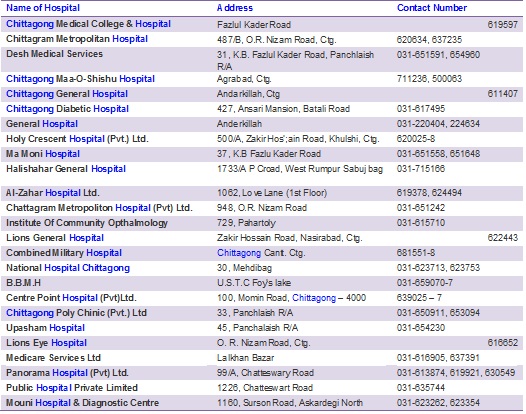 Name of Hospital Address Contact Number
Chittagong Medical College & Hospital Fazlul Kader Road 619597
Chittagram Metropolitan Hospital 487/B, O.R. Nizam Road, Ctg. 620634, 637235
Desh Medical Services 31, K.B. Fazlul Kader Road, Panchlaish 031-651591, 654960
R/A
Chittagong Maa-O-Shishu Hospital Agrabad, Ctg. 711236, 500063
Chittagong General Hospital Andarkillah, Ctg 611407
Chittagong Diabetic Hospital 427, Ansari Mansion, Batali Road 031-617495
General Hospital Anderkillah 031-220404, 224634
Holy Crescent Hospital (Pvt.) Ltd. 500/A, Zakir Hos';ain Road, Khulshi, Ctg. 620025-8
Ma Moni Hospital 37, K.B Fazlu Kader Road 031-651558, 651648
Halishahar General Hospital 1733/A P Croad, West Rumpur Sabujbag 031-715166
Al-Zahar Hospital Ltd. 1062, Love Lane (1st Floor) 619378, 624494
Chattagram Metropoliton Hospital (Pvt) Ltd. 948, O.R. Nizam Road 031-651242
Institute Of Community Opthalmology 729, Pahartoly 031-615710
Lions General Hospital Zakir Hossain Road, Nasirabad, Ctg. 622443
Combined Military Hospital Chittagong Cant. Ctg. 681551-8
National Hospital Chittagong 30, Mehdibag 031-623713, 623753
B.B.M.H U.S.T.C Foy's lake 031-659070-7
Centre Point Hospital (Pvt)Ltd. 100, Momin Road, Chittagong – 4000 639025 – 7
Chittagong Poly Chinic (Pvt.) Ltd 33, Panchlaish R/A 031-650911, 653094
Upasham Hospital 45, Panchalaish R/A 031-654230
Lions Eye Hospital O. R. Nizam Road, Ctg. 616652
Medicare Services Ltd Lalkhan Bazar 031-616905, 637391
Panorama Hospital (Pvt) Ltd. 99/A, Chatteswary Road 031-613874, 619921, 630549
Public Hospital Private Limited 1226, Chatteswart Road 031-635744
Mouni Hospital & Diagnostic Centre 1160, Surson Road, Askardegi North 031-623262, 623354